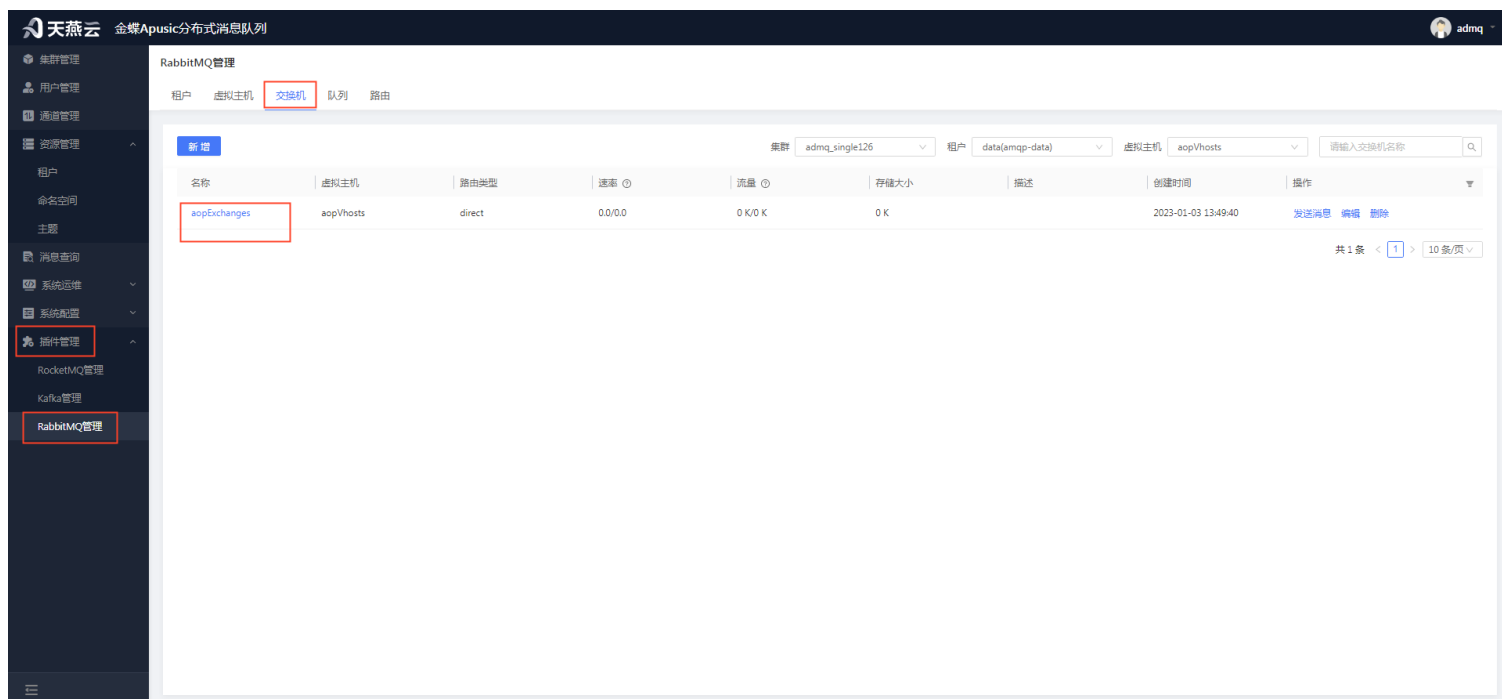 天燕云 金蝶Apusic分布式消息队列 admq
集群管理
用户管理
通道管理
资源管理
租户
命名空间
主题
消息查询
系统运维
系统配置
插件管理
RocketMQ管理
Kafka管理
RabbitMQ管理
RabbitMQ管理
租户 虚拟主机 交换机 队列 路由
新增 集群 admq_single126 租户 data(amqp-data) 虚拟主机 aopVhosts 请输入交换机名称
名称 虚拟主机 路由类型 速率 流量 存储大小 描述 创建时间 操作
aopExchanges aopVhosts direct 0.0/0.0 0 K/0 K 0 K 2023-01-03 13:49:40 发送消息 编辑 删除
共 1 条 < 1 > 10 条/页